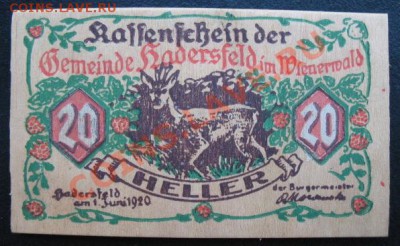 COINS.LAVE.RU
Kassenschein der
Gemeinde Hadersfeld im Wienerwald
20
20
HELLER
Hadersfeld
am 1. Juni 1920
der Bürgermeister